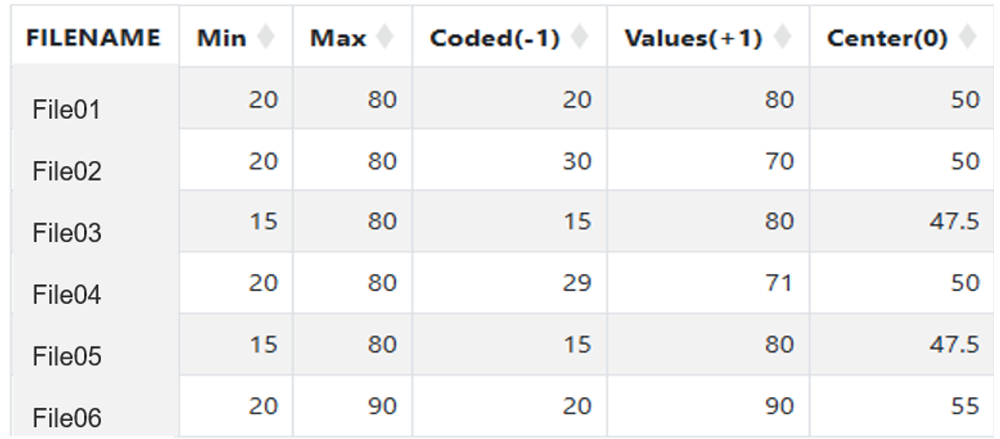 FILENAME Min Max Coded(-1) Values(+1) Center(0)
File01 20 80 20 80 50
File02 20 80 30 70 50
File03 15 80 15 80 47.5
File04 20 80 29 71 50
File05 15 80 15 80 47.5
File06 20 90 20 90 55